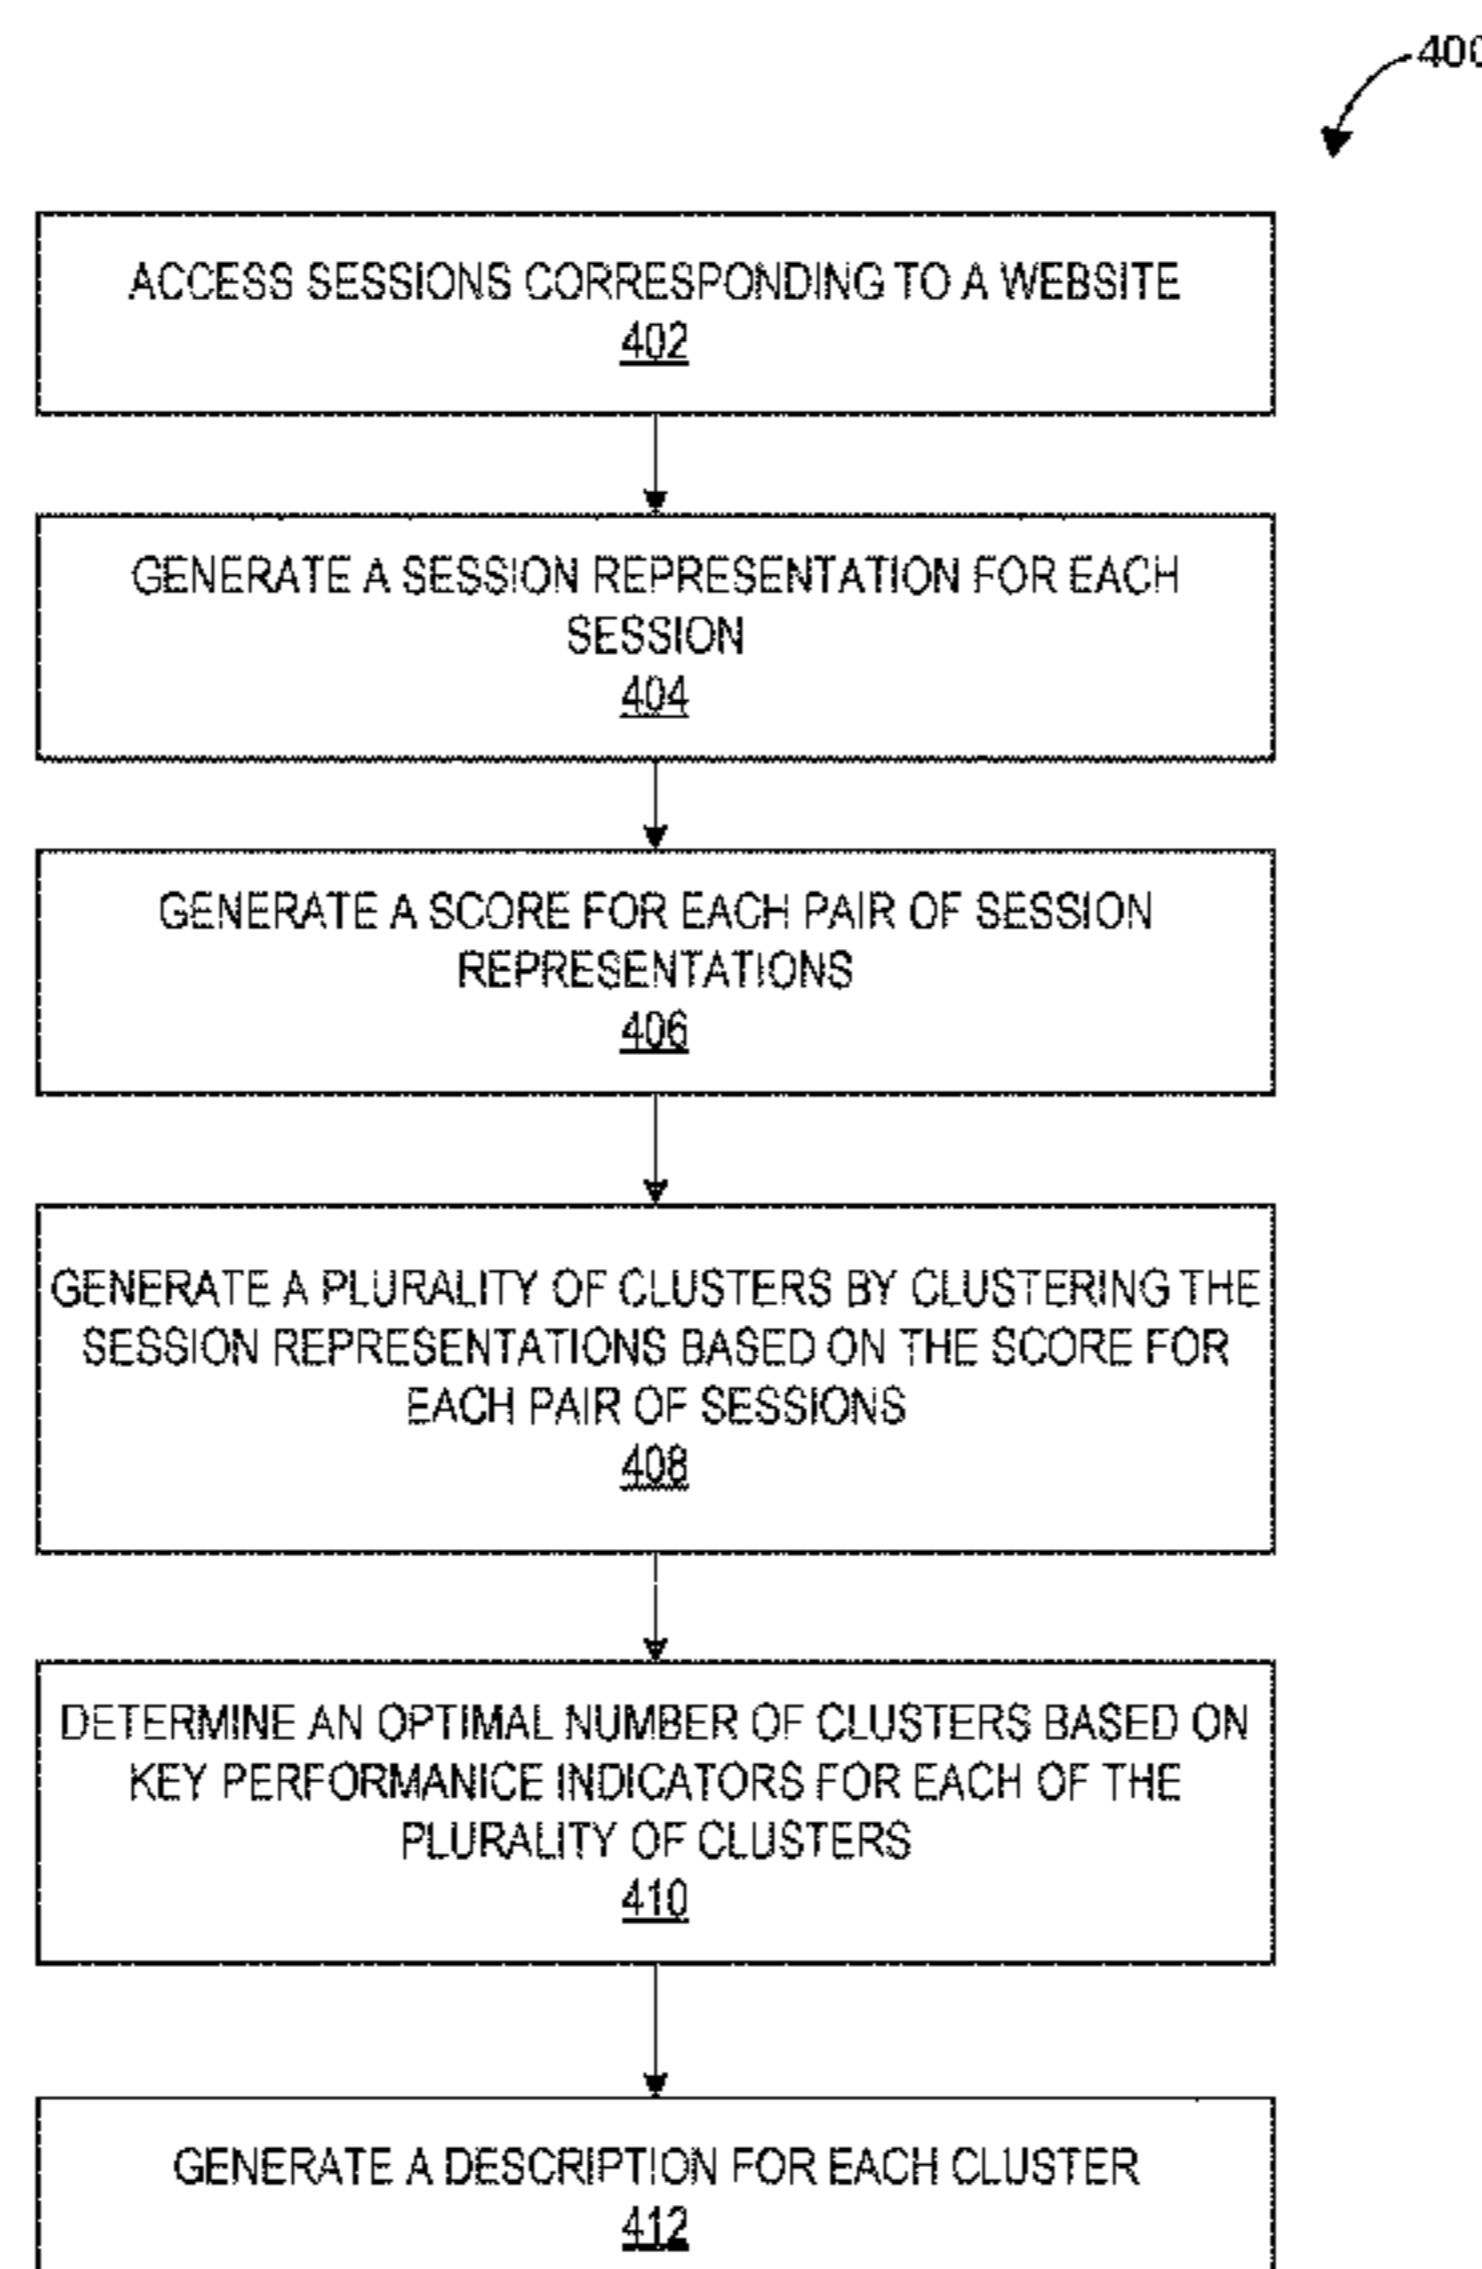 400
ACCESS SESSIONS CORRESPONDING TO A WEBSITE
402
GENERATE A SESSION REPRESENTATION FOR EACH
SESSION
404
GENERATE A SCORE FOR EACH PAIR OF SESSION
REPRESENTATIONS
406
GENERATE A PLURALITY OF CLUSTERS BY CLUSTERING THE
SESSION REPRESENTATIONS BASED ON THE SCORE FOR
EACH PAIR OF SESSIONS
408
DETERMINE AN OPTIMAL NUMBER OF CLUSTERS BASED ON
KEY PERFORMANICE INDICATORS FOR EACH OF THE
PLURALITY OF CLUSTERS
410
GENERATE A DESCRIPTION FOR EACH CLUSTER
412